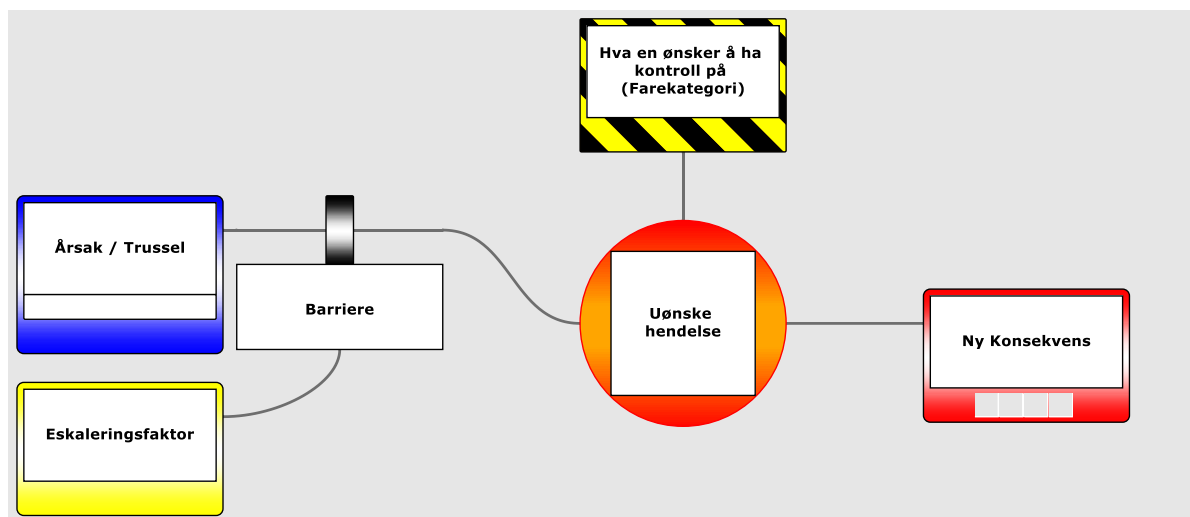 Hva en ønsker å ha
kontroll på
(Farekategori)
Årsak / Trussel
Barriere
Uønske
hendelse
Ny Konsekvens
Eskaleringsfaktor